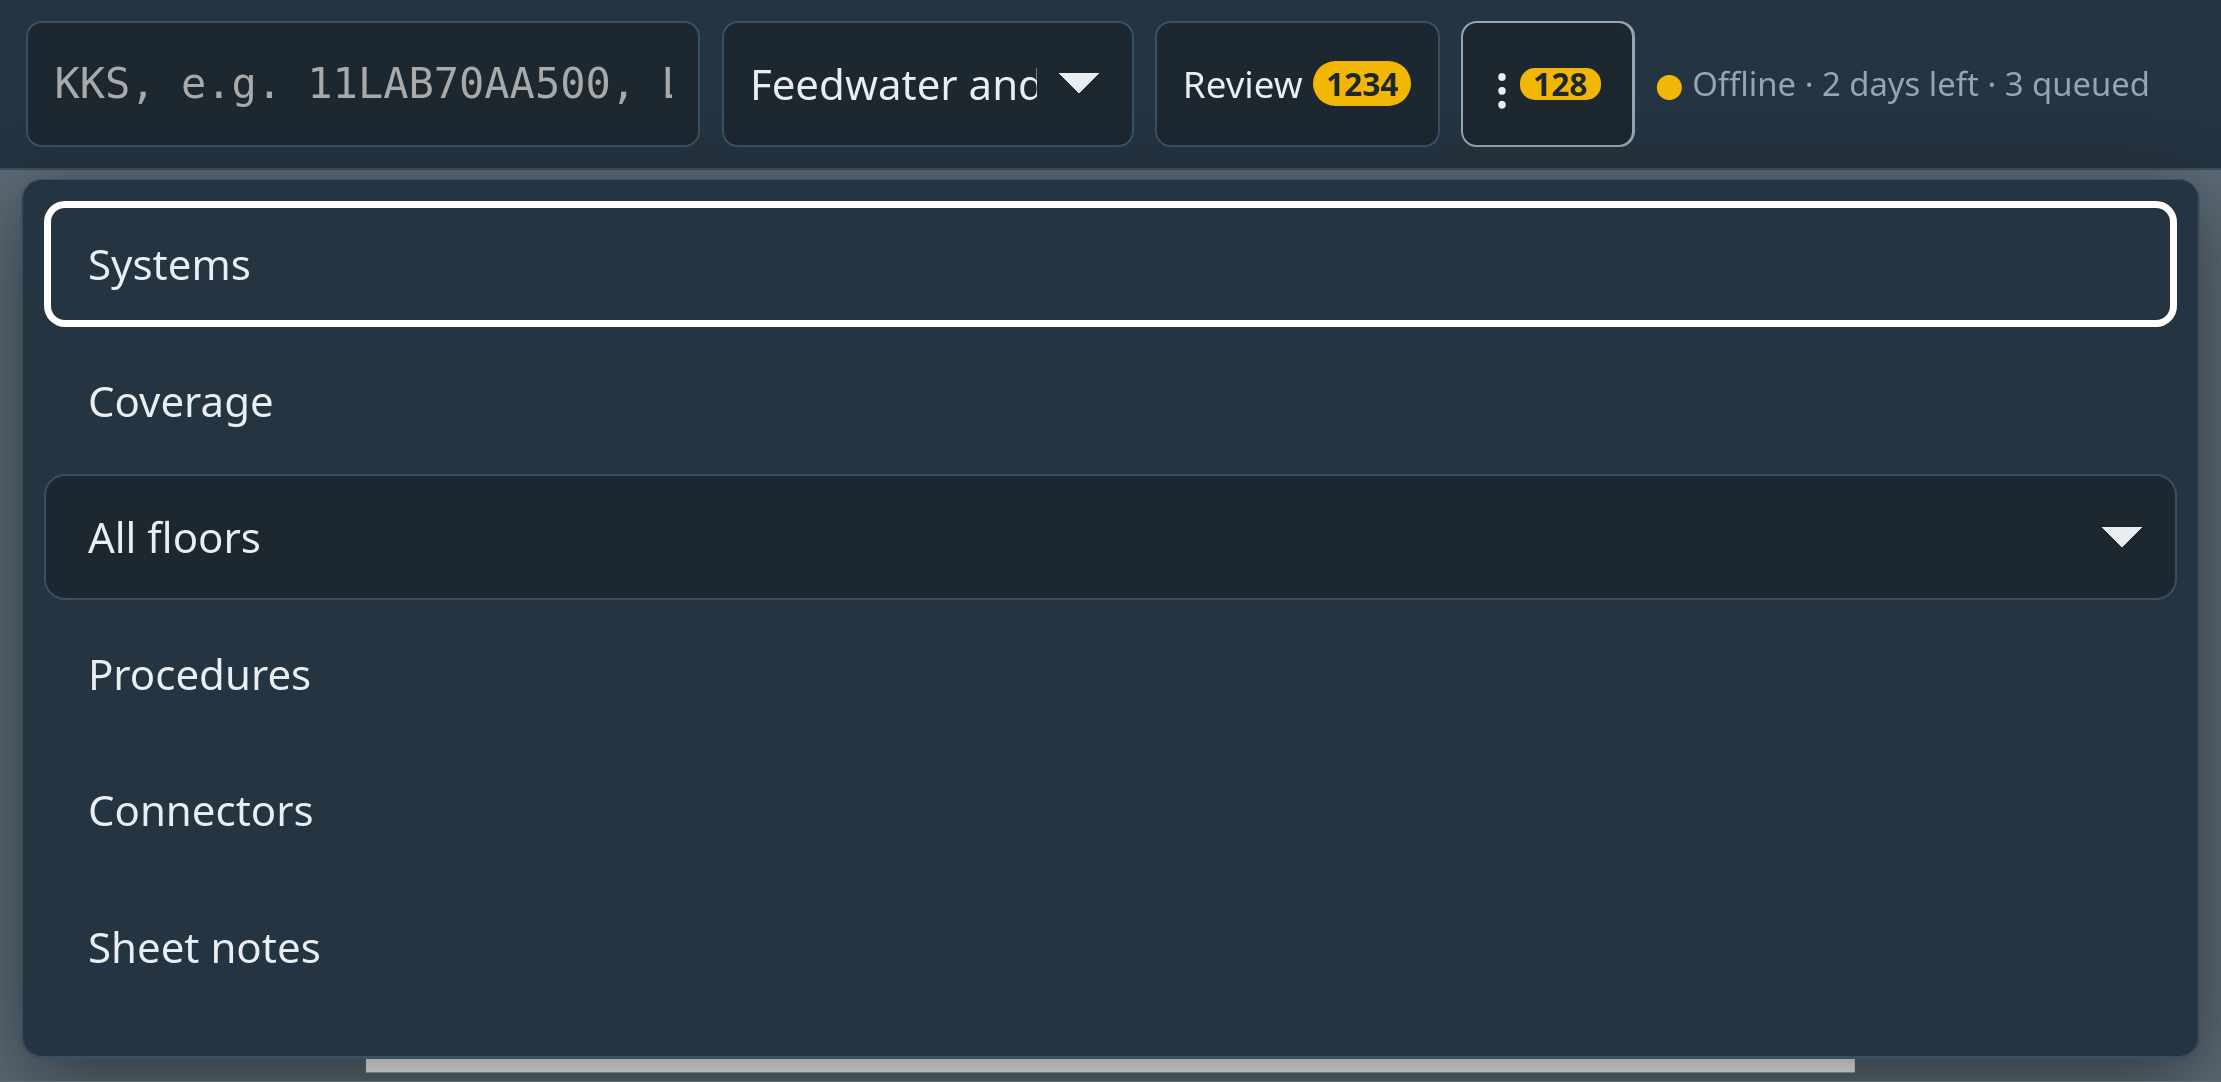 KKS, e.g. 11LAB70AA500,
Feedwater and
Review 1234
128
Offline · 2 days left · 3 queued
Systems
Coverage
All floors
Procedures
Connectors
Sheet notes